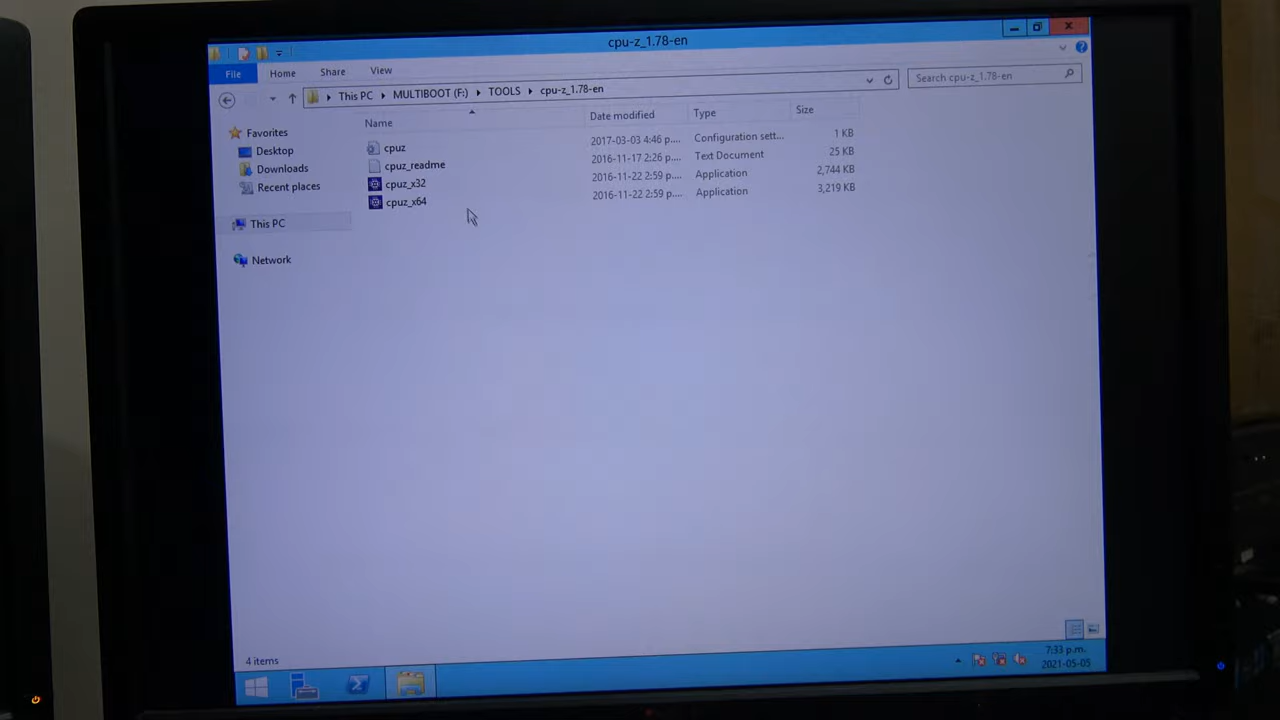 cpu-z_1.78-en
File Home Share View
This PC MULTIBOOT (F:) TOOLS cpu-z_1.78-en
Search cpu-z_1.78-en
Name Date modified Type Size
cpuz 2017-03-03 4:46 p.... Configuration sett... 1 KB
cpuz_readme 2016-11-17 2:26 p.... Text Document 25 KB
cpuz_x32 2016-11-22 2:59 p.... Application 2,744 KB
cpuz_x64 2016-11-22 2:59 p.... Application 3,219 KB
Favorites
Desktop
Downloads
Recent places
This PC
Network
4 items
7:33 p.m.
2021-05-05